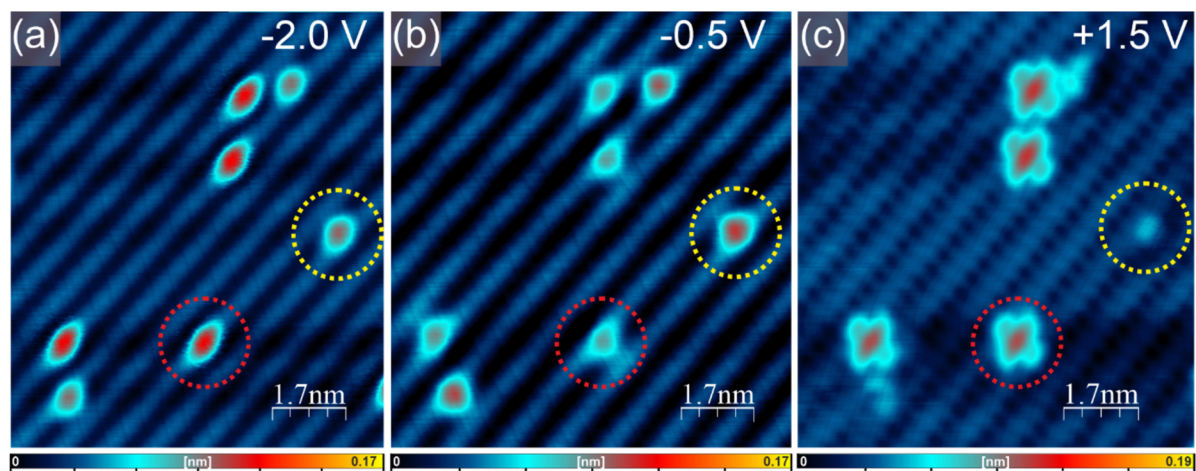 (a) -2.0 V
(b) -0.5 V
(c) +1.5 V
1.7nm
1.7nm
1.7nm
0 [nm] 0.17
0 [nm] 0.17
0 [nm] 0.19